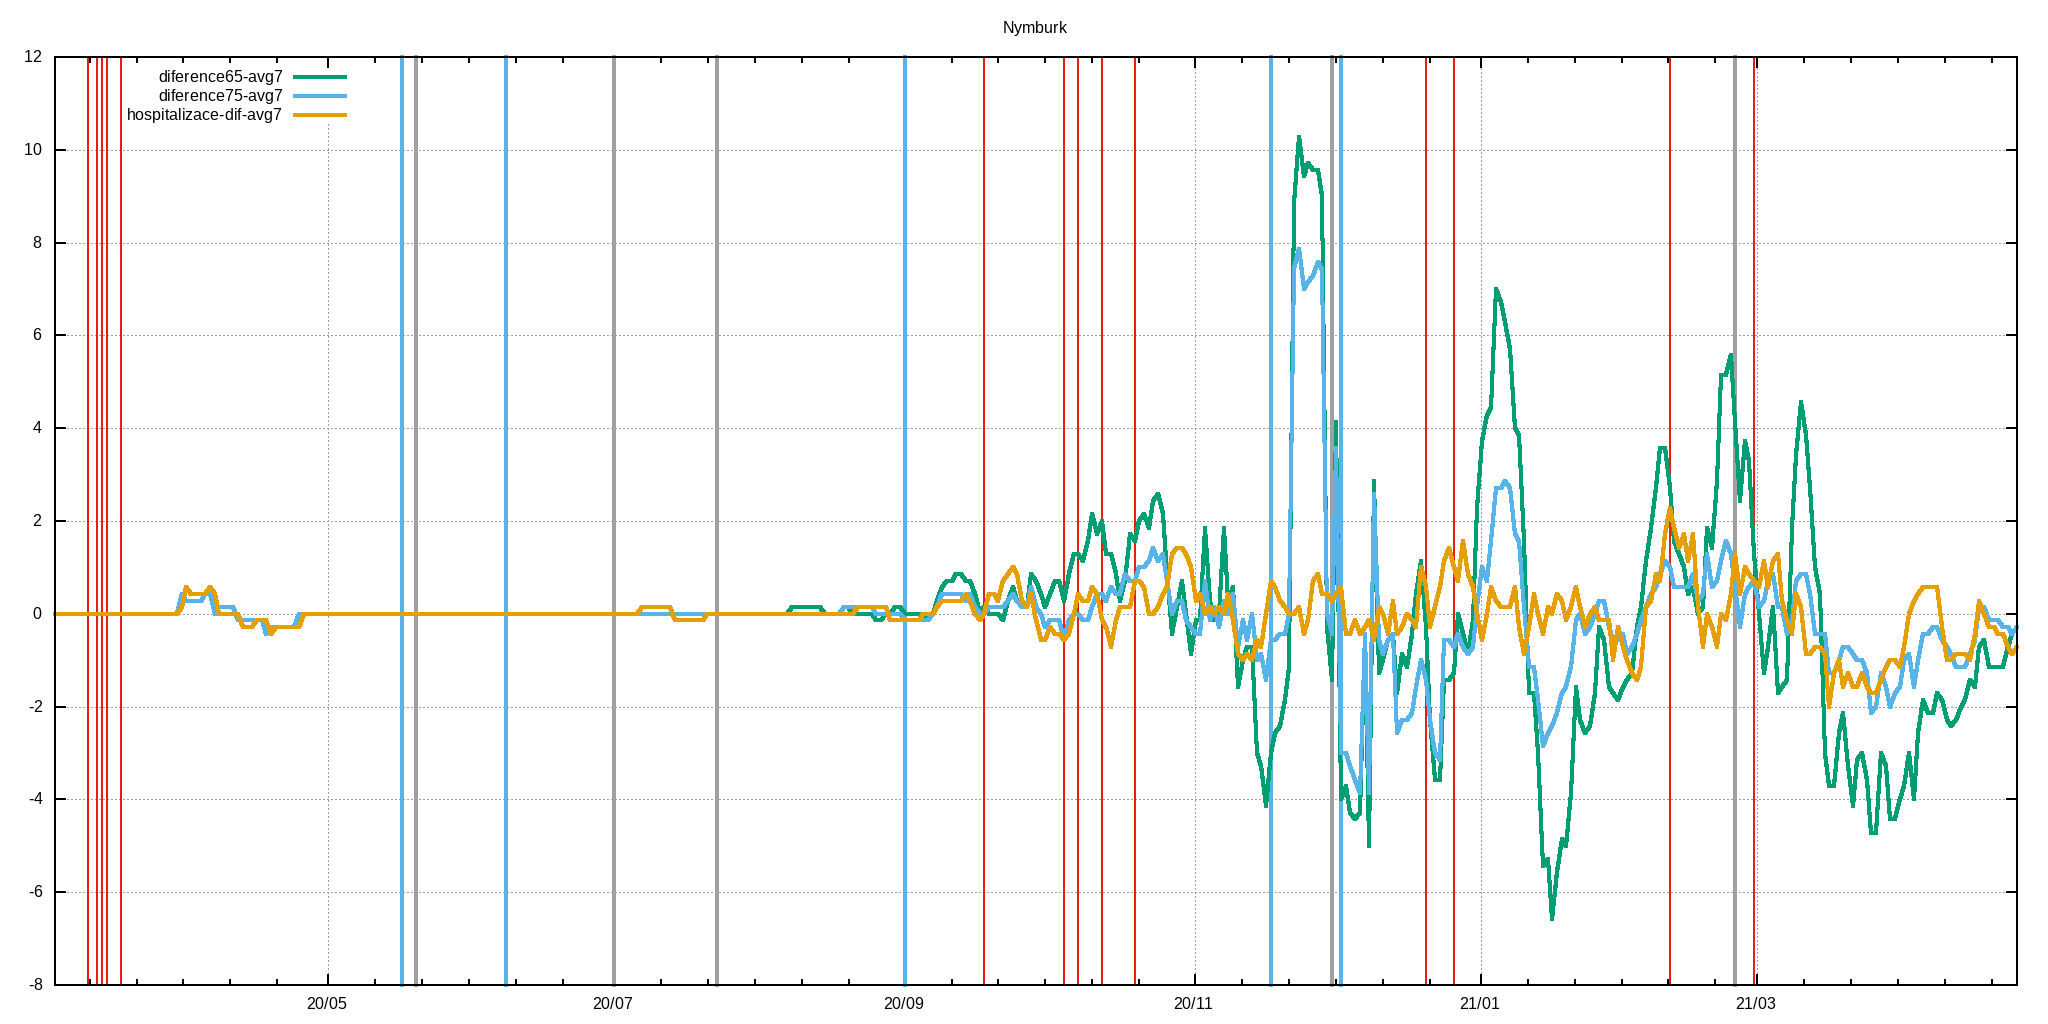 Nymburk
12
diference65-avg7
diference75-avg7
hospitalizace-dif-avg7
10
8
6
4
2
0
-2
-4
-6
-8
20/05 20/07 20/09 20/11 21/01 21/03